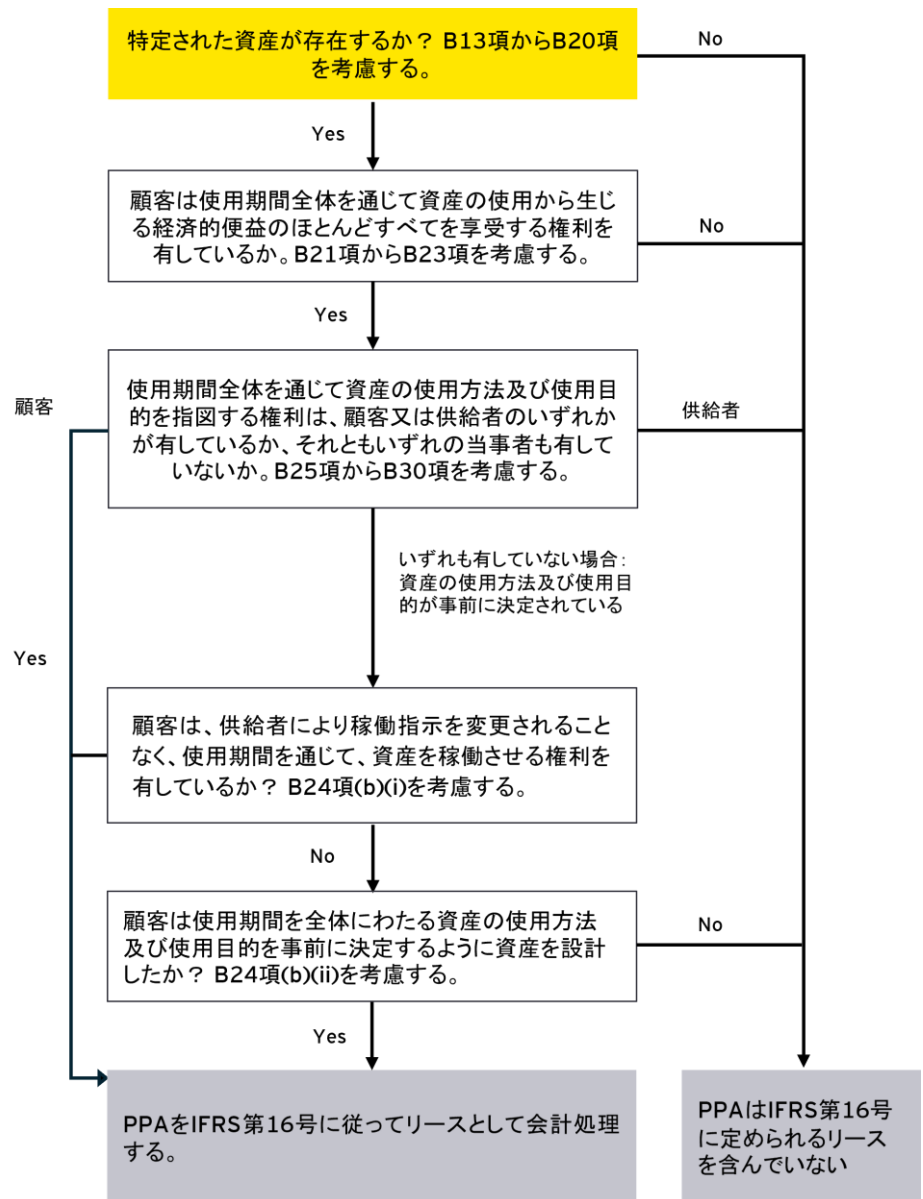 特定された資産が存在するか？ B13項からB20項
を考慮する。
No
Yes
顧客は使用期間全体を通じて資産の使用から生じ
る経済的便益のほとんどすべてを享受する権利を
有しているか。B21項からB23項を考慮する。
No
Yes
顧客
使用期間全体を通じて資産の使用方法及び使用目
的を指図する権利は、顧客又は供給者のいずれか
が有しているか、それともいずれの当事者も有して
いないか。B25項からB30項を考慮する。
供給者
いずれも有していない場合：
資産の使用方法及び使用目
的が事前に決定されている
Yes
顧客は、供給者により稼働指示を変更されること
なく、使用期間を通じて、資産を稼働させる権利を
有しているか？ B24項(b)(i)を考慮する。
No
顧客は使用期間を全体にわたる資産の使用方法
及び使用目的を事前に決定するように資産を設計
したか？ B24項(b)(ii)を考慮する。
No
Yes
PPAをIFRS第16号に従ってリースとして会計処理
する。
PPAはIFRS第16号
に定められるリース
を含んでいない